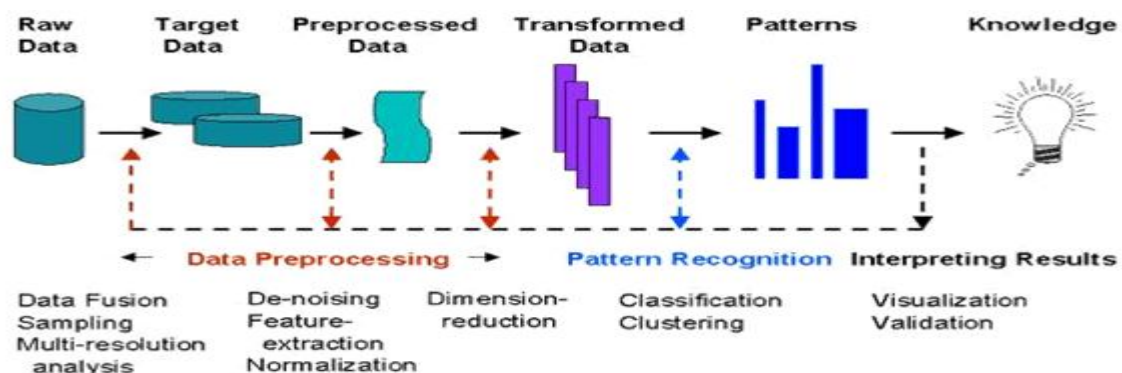 Raw Data
Target Data
Preprocessed Data
Transformed Data
Patterns
Knowledge
Data Preprocessing
Pattern Recognition
Interpreting Results
Data Fusion
Sampling
Multi-resolution
analysis
De-noising
Feature-
extraction
Normalization
Dimension-
reduction
Classification
Clustering
Visualization
Validation